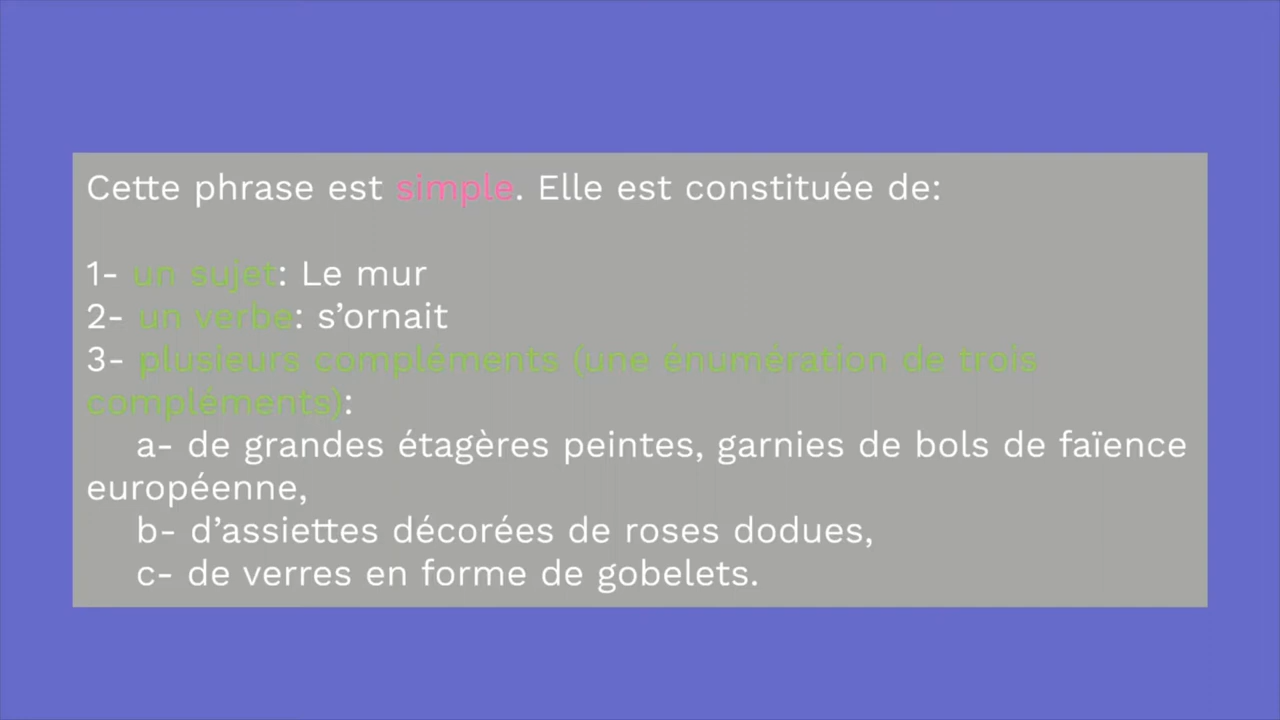 Cette phrase est simple. Elle est constituée de:
1- un sujet: Le mur
2- un verbe: s’ornait
3- plusieurs compléments (une énumération de trois
compléments):
a- de grandes étagères peintes, garnies de bols de faïence
européenne,
b- d’assiettes décorées de roses dodues,
c- de verres en forme de gobelets.